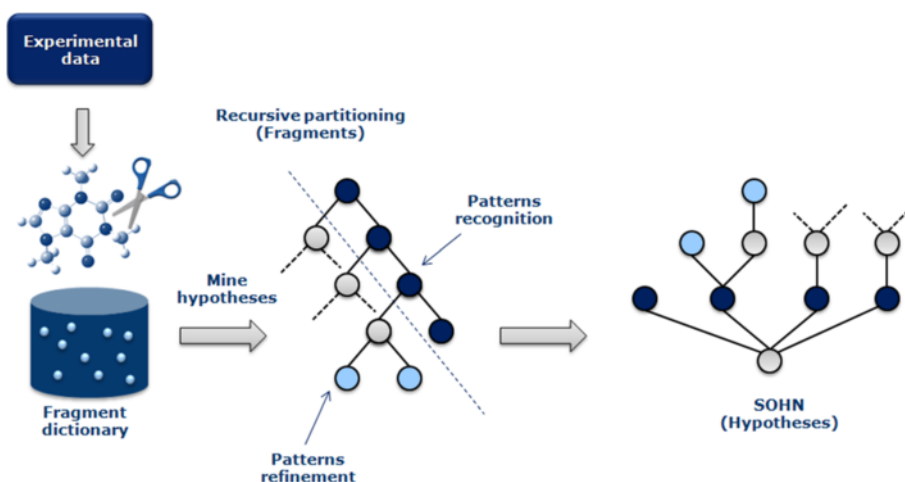 Experimental
data
Recursive partitioning
(Fragments)
Patterns
recognition
Mine
hypotheses
Fragment
dictionary
Patterns
refinement
SOHN
(Hypotheses)